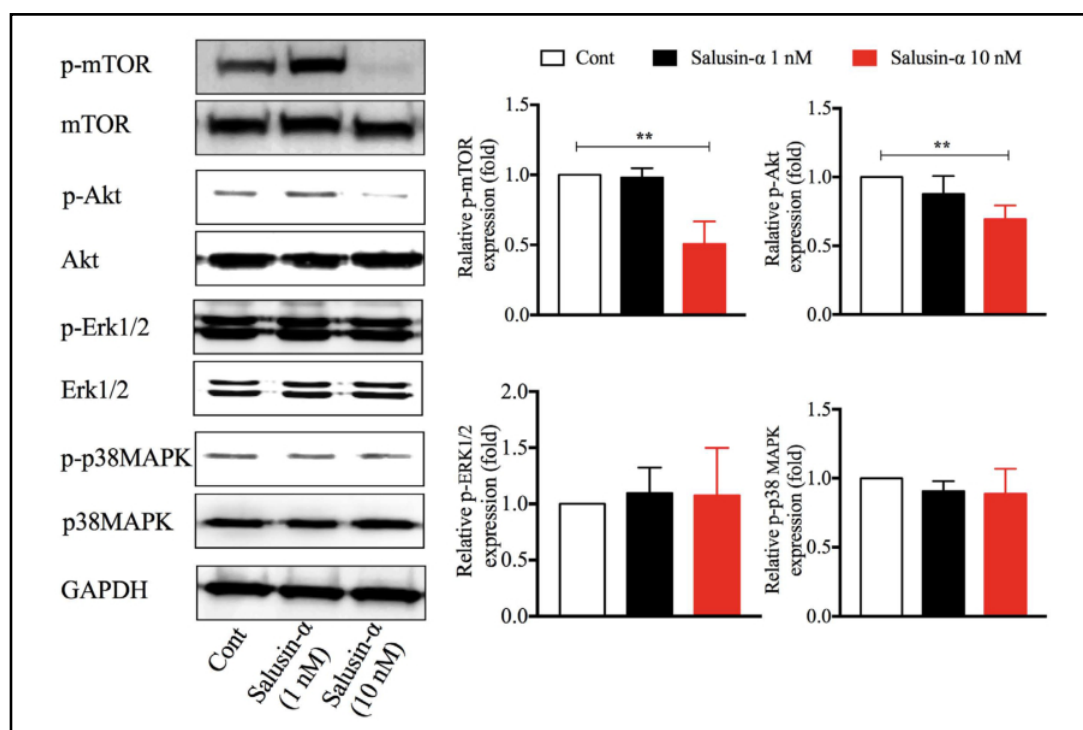 p-mTOR
mTOR
p-Akt
Akt
p-Erk1/2
Erk1/2
p-p38MAPK
p38MAPK
GAPDH
Cont
Salusin-α
(1 nM)
Salusin-α
(10 nM)
Cont
Salusin-α 1 nM
Salusin-α 10 nM
Ralative p-mTOR
expression (fold)
1.5
1.0
0.5
0.0
**
Ralative p-Akt
expression (fold)
1.5
1.0
0.5
0.0
**
Relative p-ERK1/2
expression (fold)
2.0
1.5
1.0
0.5
0.0
Relative p-p38 MAPK
expression (fold)
1.5
1.0
0.5
0.0